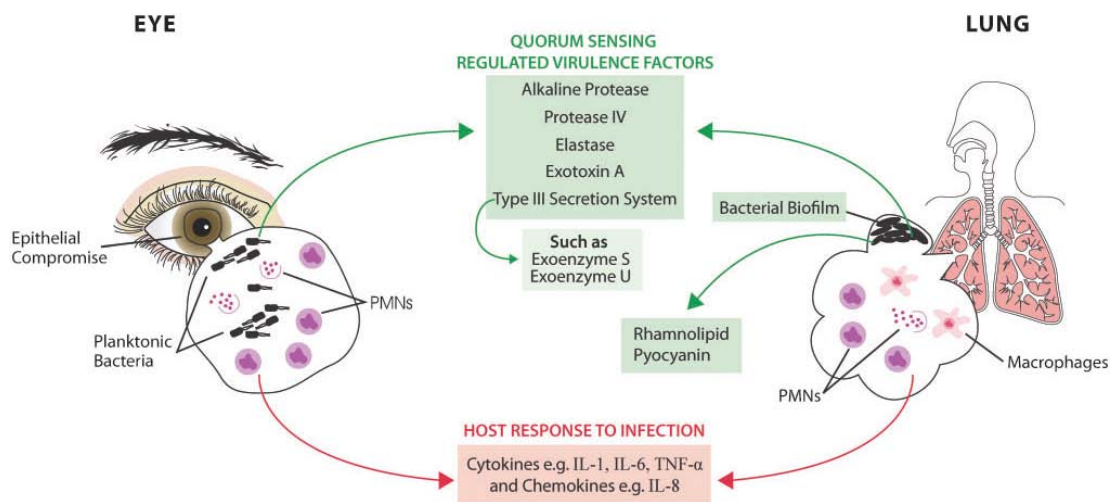 EYE
LUNG
QUORUM SENSING
REGULATED VIRULENCE FACTORS
Alkaline Protease
Protease IV
Elastase
Exotoxin A
Type III Secretion System
Such as
Exoenzyme S
Exoenzyme U
Bacterial Biofilm
Epithelial
Compromise
PMNs
Planktonic
Bacteria
Rhamnolipid
Pyocyanin
Macrophages
PMNs
HOST RESPONSE TO INFECTION
Cytokines e.g. IL-1, IL-6, TNF-α
and Chemokines e.g. IL-8